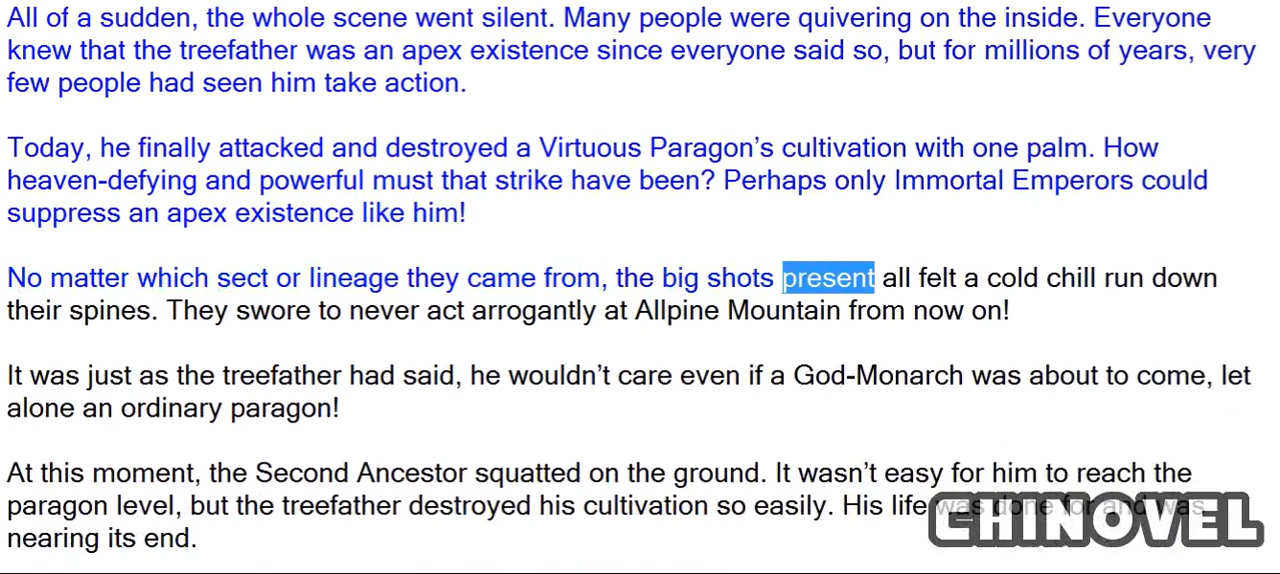 All of a sudden, the whole scene went silent. Many people were quivering on the inside. Everyone
knew that the treefather was an apex existence since everyone said so, but for millions of years, very
few people had seen him take action.
Today, he finally attacked and destroyed a Virtuous Paragon’s cultivation with one palm. How
heaven-defying and powerful must that strike have been? Perhaps only Immortal Emperors could
suppress an apex existence like him!
No matter which sect or lineage they came from, the big shots present all felt a cold chill run down
their spines. They swore to never act arrogantly at Allpine Mountain from now on!
It was just as the treefather had said, he wouldn’t care even if a God-Monarch was about to come, let
alone an ordinary paragon!
At this moment, the Second Ancestor squatted on the ground. It wasn’t easy for him to reach the
paragon level, but the treefather destroyed his cultivation so easily. His life was done for and was
nearing its end.
CHINOVEL